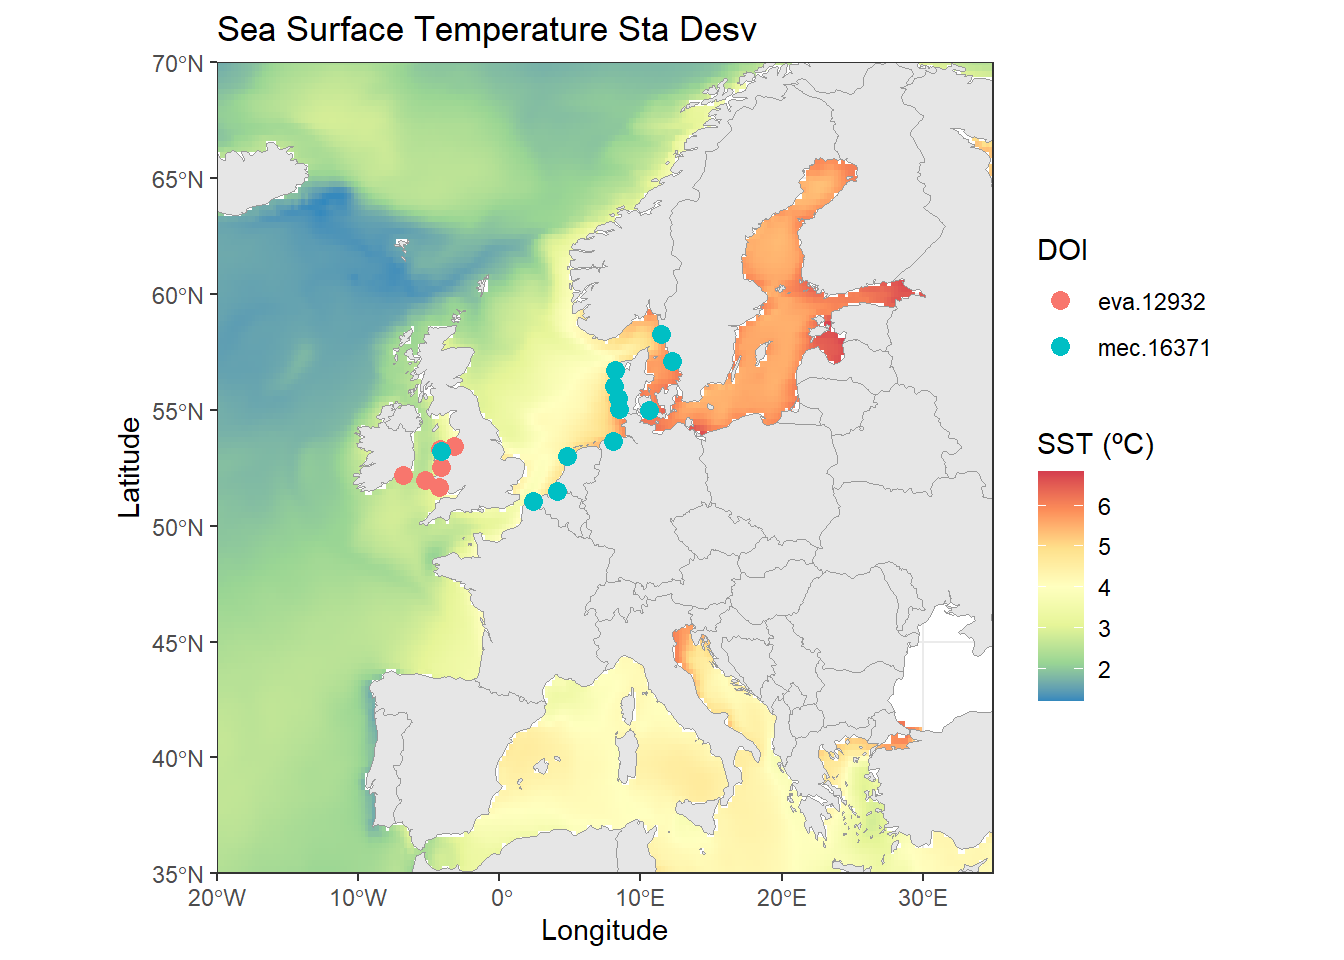 Sea Surface Temperature Sta Desv
70°N
65°N
60°N
55°N
50°N
45°N
40°N
35°N
Latitude
20°W
10°W
0°
10°E
20°E
30°E
Longitude
DOI
eva.12932
mec.16371
SST (ºC)
6
5
4
3
2